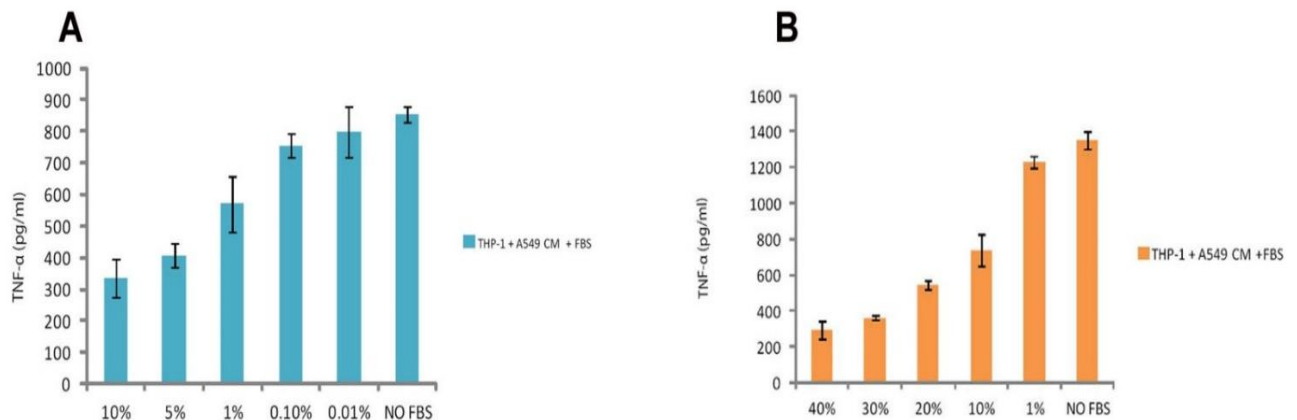 A
1000
900
800
700
600
500
400
300
200
100
0
TNF-α (pg/ml)
10% 5% 1% 0.10% 0.01% NO FBS
THP-1 + A549 CM + FBS
B
1600
1400
1200
1000
800
600
400
200
0
TNF-α (pg/ml)
40% 30% 20% 10% 1% NO FBS
THP-1 + A549 CM +FBS